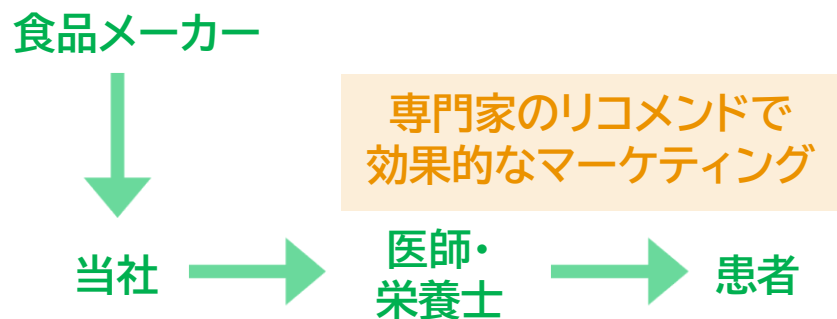 食品メーカー
専門家のリコメンドで
効果的なマーケティング
当社
医師・
栄養士
患者